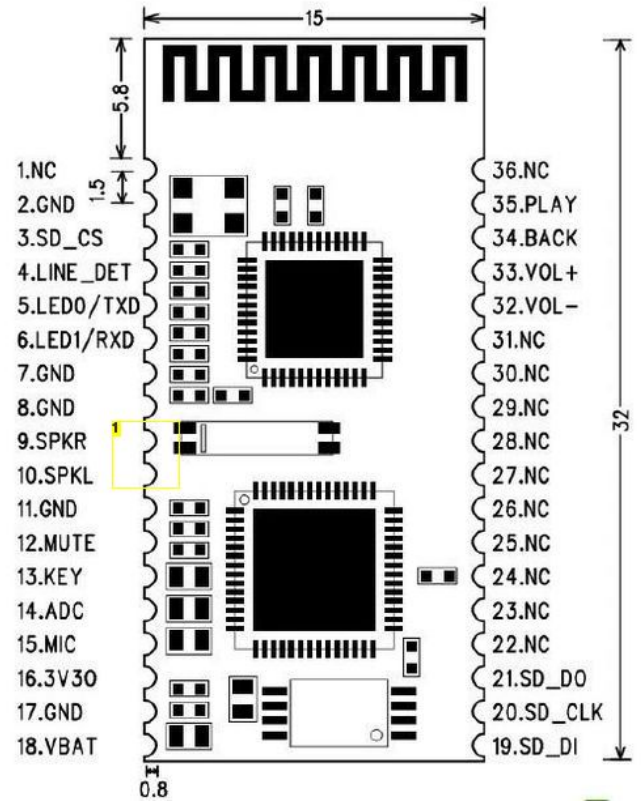 15
5.8
1.5
32
1.NC
2.GND
3.SD_CS
4.LINE_DET
5.LED0/TXD
6.LED1/RXD
7.GND
8.GND
9.SPKR
10.SPKL
11.GND
12.MUTE
13.KEY
14.ADC
15.MIC
16.3V3O
17.GND
18.VBAT
36.NC
35.PLAY
34.BACK
33.VOL+
32.VOL-
31.NC
30.NC
29.NC
28.NC
27.NC
26.NC
25.NC
24.NC
23.NC
22.NC
21.SD_DO
20.SD_CLK
19.SD_DI
1
0.8